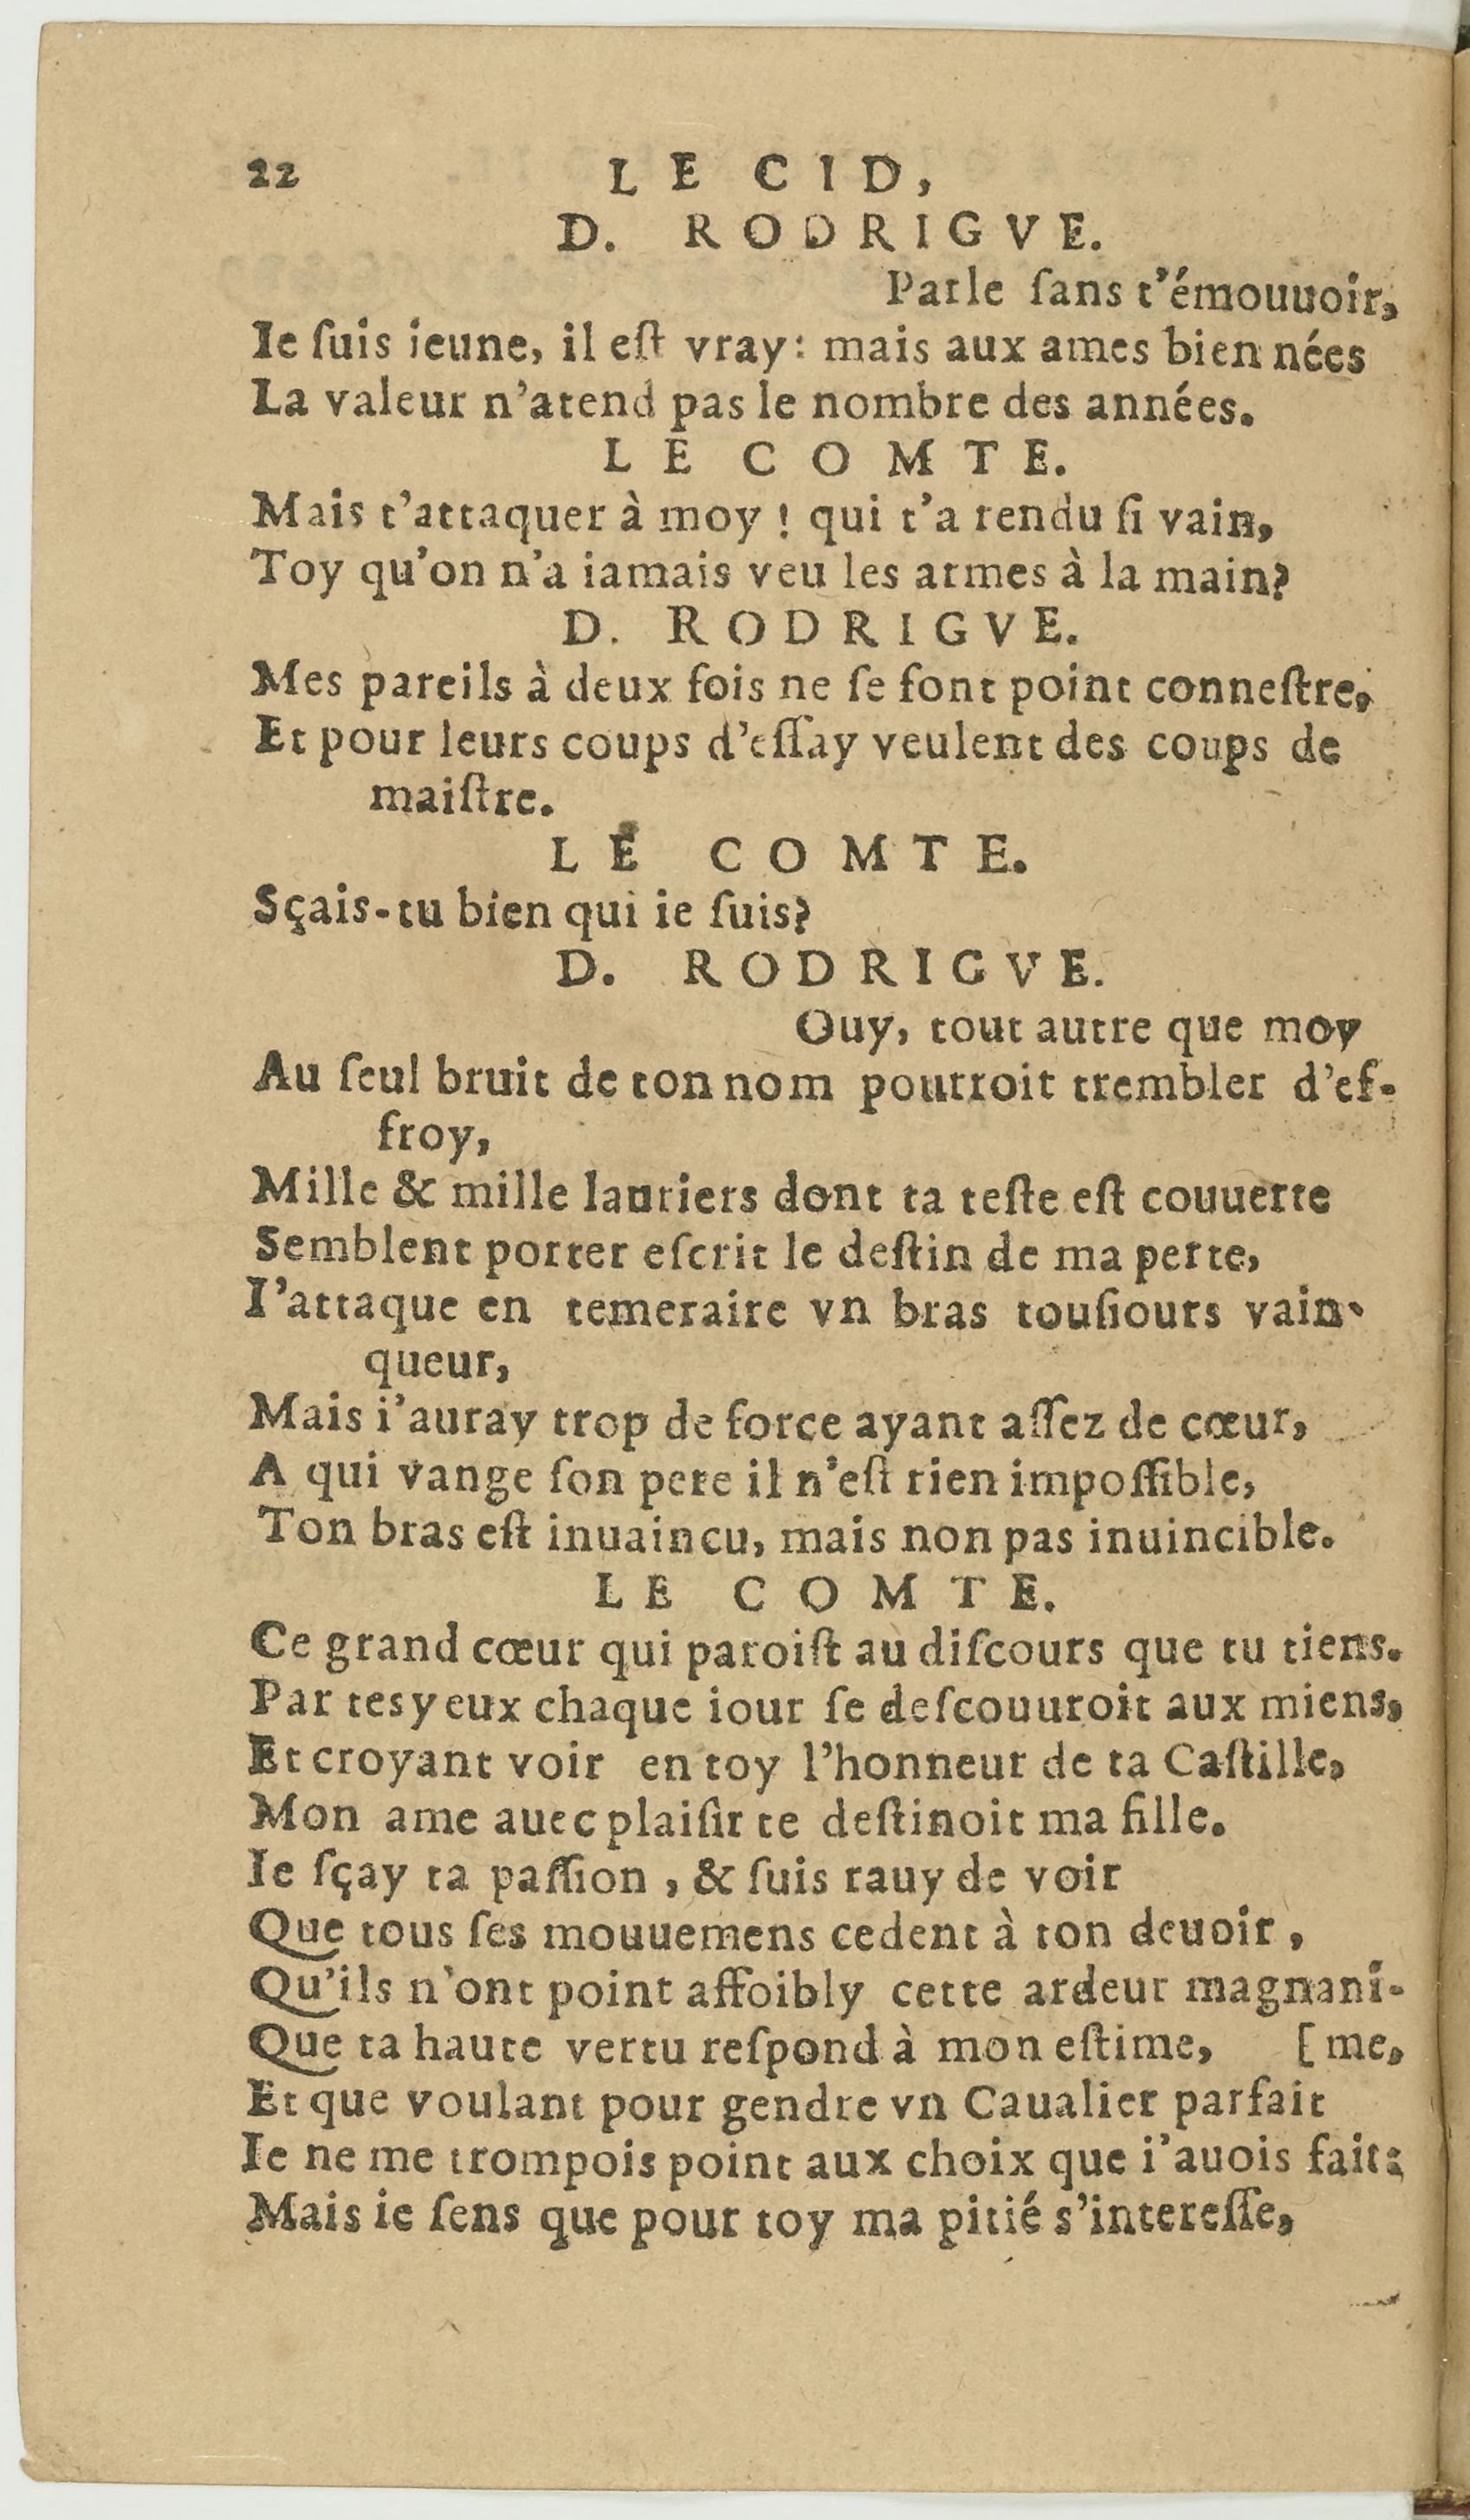 22 LE CID,
D. RODRIGVE.
Parle ſans t'émouuoir,
Ie ſuis ieune, il eſt vray: mais aux ames bien nées
La valeur n'atend pas le nombre des années.
LE COMTE.
Mais t'attaquer à moy ! qui t'a rendu ſi vain,
Toy qu'on n'a iamais veu les armes à la main?
D. RODRIGVE.
Mes pareils à deux fois ne ſe font point conneſtre,
Et pour leurs coups d'eſſay veulent des coups de
maiſtre.
LE COMTE.
Sçais-tu bien qui ie ſuis?
D. RODRIGVE.
Ouy, tout autre que moy
Au ſeul bruit de ton nom pourroit trembler d'ef-
froy,
Mille & mille lauriers dont ta teſte eſt couuerte
Semblent porter eſcrit le deſtin de ma perte,
I'attaque en temeraire vn bras touſiours vain-
queur,
Mais i'auray trop de force ayant aſſez de cœur,
A qui vange ſon pere il n'eſt rien impoſſible,
Ton bras eſt inuaincu, mais non pas inuincible.
LE COMTE.
Ce grand cœur qui paroiſt au diſcours que tu tiens.
Par tes yeux chaque iour ſe deſcouuroit aux miens,
Et croyant voir en toy l'honneur de ta Caſtille,
Mon ame auec plaiſir te deſtinoit ma fille.
Ie ſçay ta paſſion, & ſuis rauy de voir
Que tous ſes mouuemens cedent à ton deuoir,
Qu'ils n'ont point affoibly cette ardeur magnani-
Que ta haute vertu reſpond à mon eſtime, [me,
Et que voulant pour gendre vn Caualier parfait
Ie ne me trompois point aux choix que i'auois fait:
Mais ie ſens que pour toy ma pitié s'intereſſe,